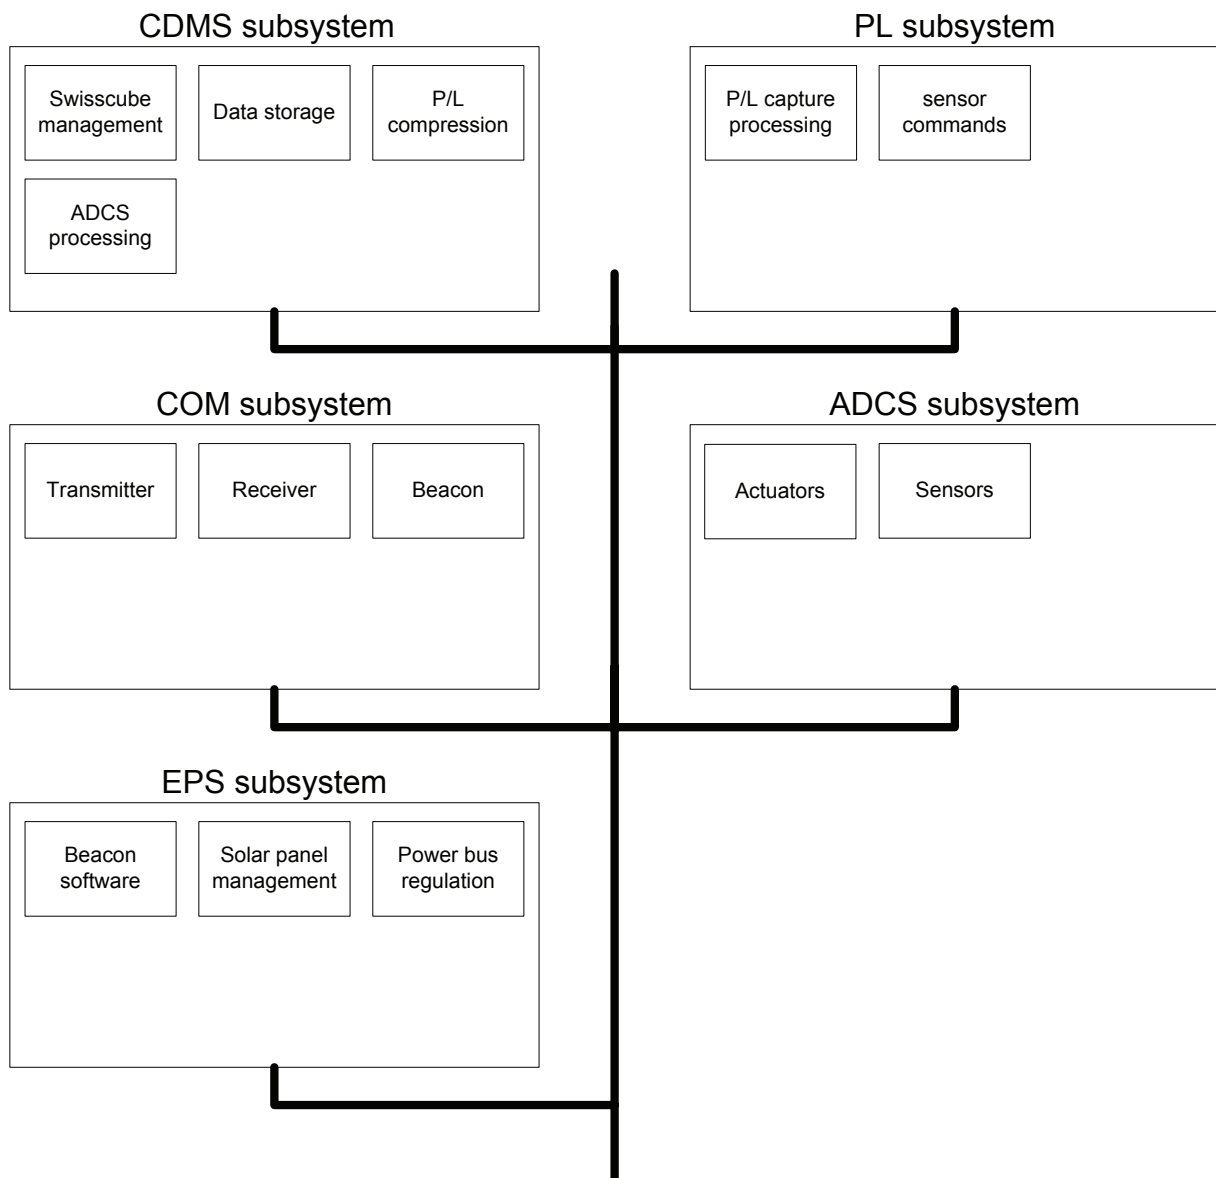 CDMS subsystem
Swisscube
management
Data storage
P/L
compression
ADCS
processing
PL subsystem
P/L capture
processing
sensor
commands
COM subsystem
Transmitter
Receiver
Beacon
ADCS subsystem
Actuators
Sensors
EPS subsystem
Beacon
software
Solar panel
management
Power bus
regulation